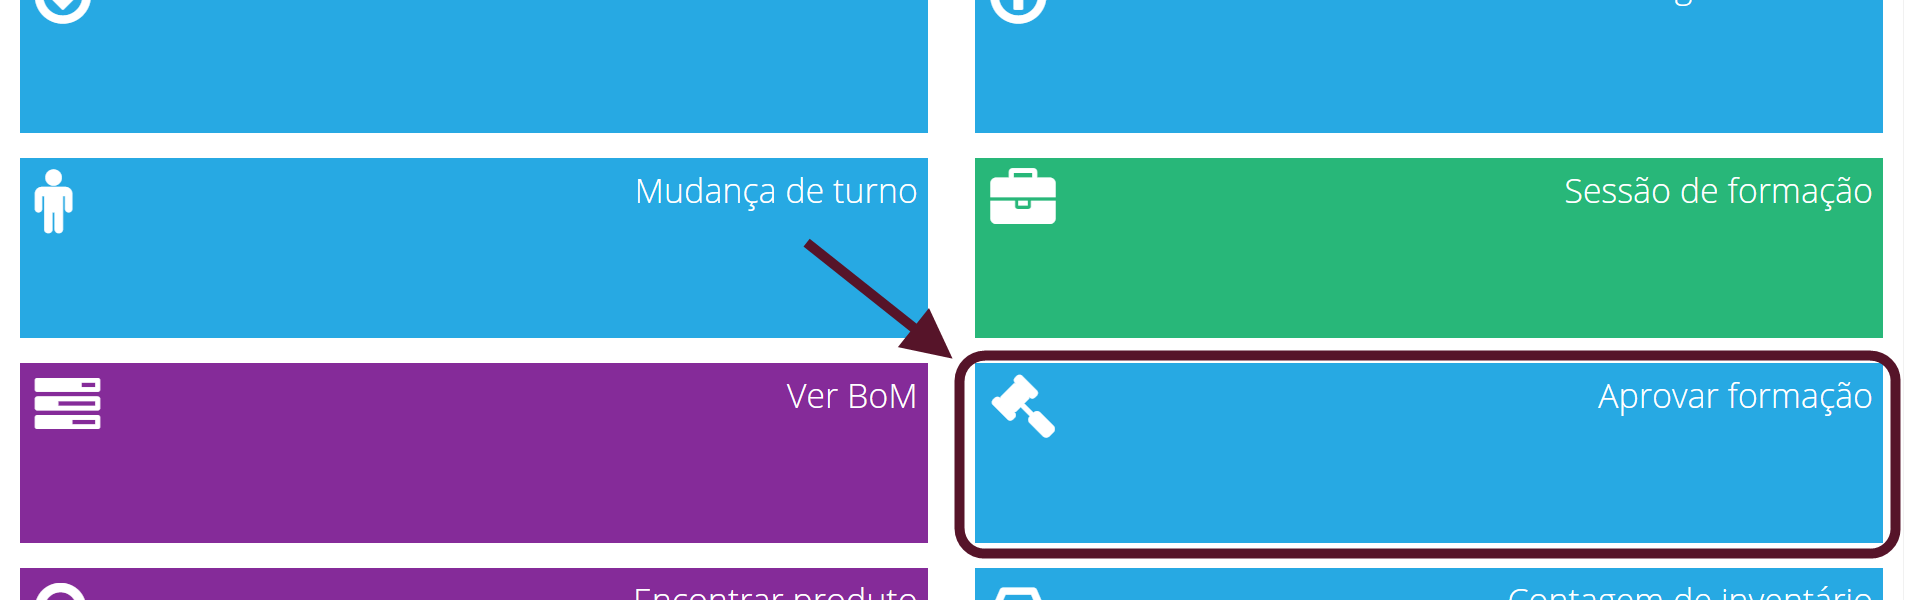 Mudança de turno
Sessão de formação
Ver BoM
Aprovar formação
Encontrar produto
Contagem de inventário